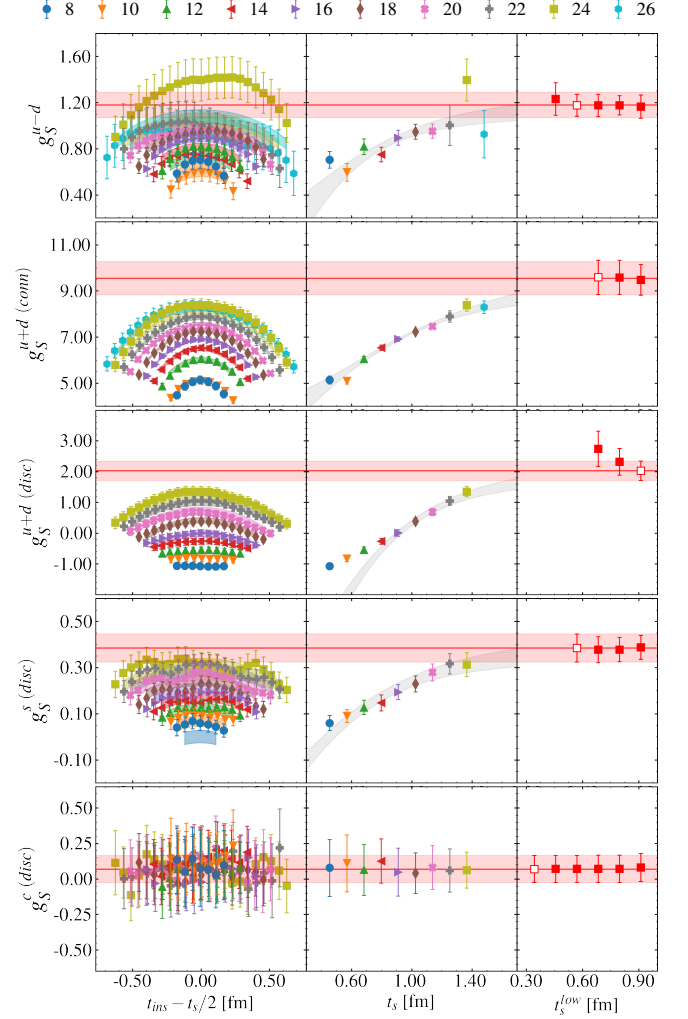 8 10 12 14 16 18 20 22 24 26
g_S^{u−d}
1.60
1.20
0.80
0.40
g_S^{u+d (conn)}
11.00
9.00
7.00
5.00
g_S^{u+d (disc)}
3.00
2.00
1.00
0.00
-1.00
g_S^{s (disc)}
0.50
0.30
0.10
-0.10
g_S^{c (disc)}
0.50
0.25
0.00
-0.25
-0.50
-0.50 -0.25 0.00 0.25 0.50 0.60 1.00 1.40 0.30 0.60 0.90
t_{ins} − t_s/2 [fm] t_s [fm] t_s^{low} [fm]